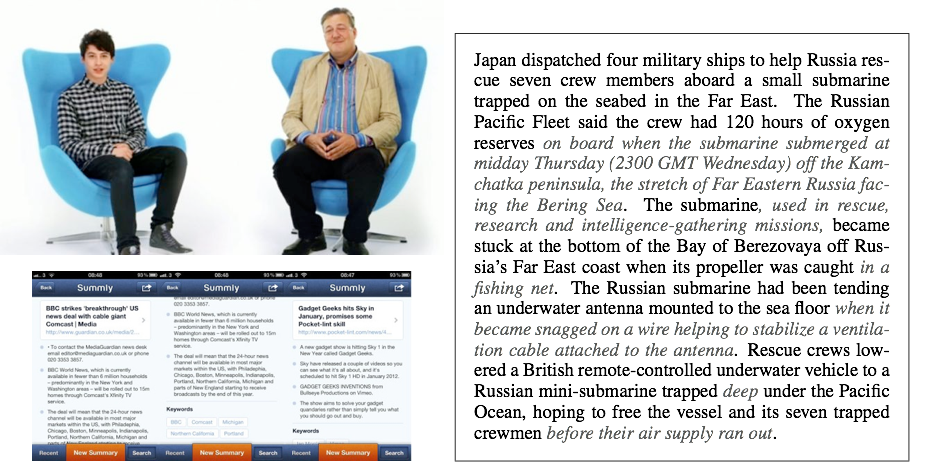 3 08:48 93%
Back Summly
BBC strikes 'breakthrough' US
news deal with cable giant
Comcast | Media
http://www.guardian.co.uk/media/2...
• To contact the MediaGuardian news desk
email editor@mediaguardian.co.uk or phone
020 3353 3857.
BBC World News, which is currently
available in fewer than 6 million households
– predominantly in the New York and
Washington areas – will be rolled out to 15m
homes through Comcast's Xfinity TV
service.
The deal will mean that the 24-hour news
channel will be available in most major
markets within the US, with Philadelphia,
Chicago, Boston, Minneapolis, Indianapolis,
Portland, Northern California, Michigan and
Recent New Summary Search
3 08:48 93%
Back Summly
email editor@mediaguardian.co.uk or phone
020 3353 3857.
BBC World News, which is currently
available in fewer than 6 million households
– predominantly in the New York and
Washington areas – will be rolled out to 15m
homes through Comcast's Xfinity TV
service.
The deal will mean that the 24-hour news
channel will be available in most major
markets within the US, with Philadelphia,
Chicago, Boston, Minneapolis, Indianapolis,
Portland, Northern California, Michigan and
parts of New England starting to receive
broadcasts by the end of this year.
Keywords
BBC Comcast Michigan
Northern California Portland
Recent New Summary Search
3 08:47 93%
Back Summly
Gadget Geeks hits Sky in
January, promises some
Pocket-lint skill
http://www.pocket-lint.com/news/4...
A new gadget show is hitting Sky 1 in the
New Year called Gadget Geeks.
Sky have released a couple of videos so you
can see what it's all about, and it's
scheduled to hit Sky 1 HD in January 2012.
GADGET GEEKS INVENTIONS from
Bullseye Productions on Vimeo.
The show aims to solve your gadget
quandaries rather than simply tell you what
you should go out and buy.
Keywords
Recent New Summary Search
Japan dispatched four military ships to help Russia res-
cue seven crew members aboard a small submarine
trapped on the seabed in the Far East. The Russian
Pacific Fleet said the crew had 120 hours of oxygen
reserves on board when the submarine submerged at
midday Thursday (2300 GMT Wednesday) off the Kam-
chatka peninsula, the stretch of Far Eastern Russia fac-
ing the Bering Sea. The submarine, used in rescue,
research and intelligence-gathering missions, became
stuck at the bottom of the Bay of Berezovaya off Rus-
sia's Far East coast when its propeller was caught in a
fishing net. The Russian submarine had been tending
an underwater antenna mounted to the sea floor when it
became snagged on a wire helping to stabilize a ventila-
tion cable attached to the antenna. Rescue crews low-
ered a British remote-controlled underwater vehicle to a
Russian mini-submarine trapped deep under the Pacific
Ocean, hoping to free the vessel and its seven trapped
crewmen before their air supply ran out.